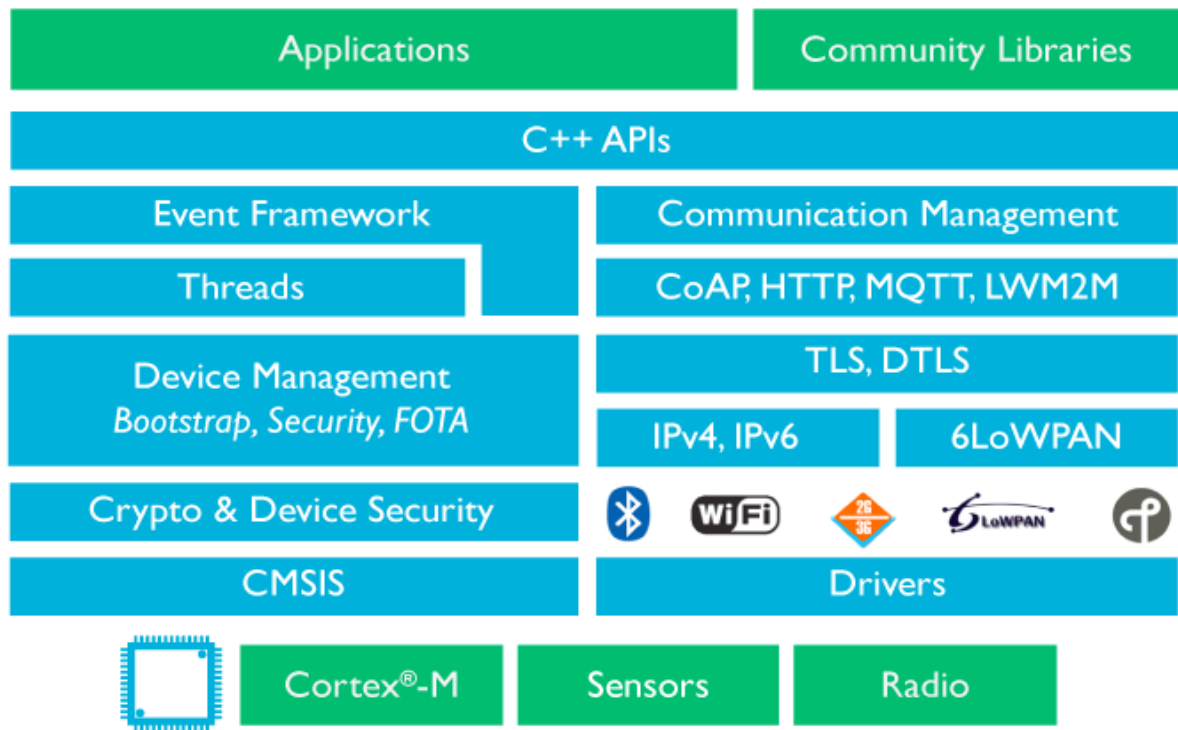 Applications
Community Libraries
C++ APIs
Event Framework
Communication Management
Threads
CoAP, HTTP, MQTT, LWM2M
Device Management
Bootstrap, Security, FOTA
TLS, DTLS
IPv4, IPv6
6LoWPAN
Crypto & Device Security
WiFi
2G
3G
6LoWPAN
CMSIS
Drivers
Cortex®-M
Sensors
Radio